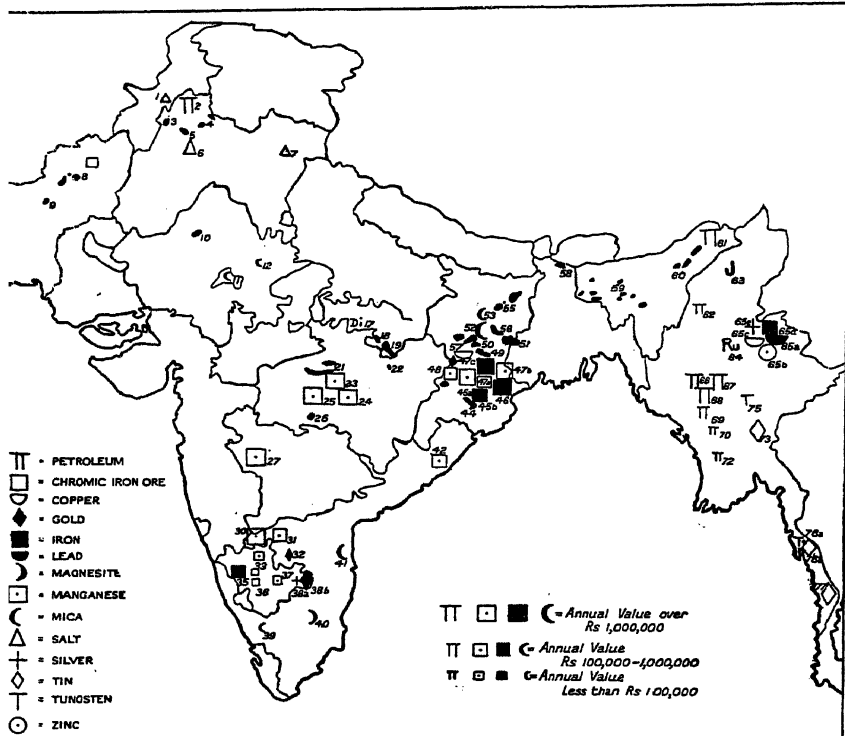 1
2
3
4
5
6
7
8
9
10
12
Di 17
18
19
21
22
23
25
24
26
27
30
31
32
33
35
36
37
38a
38b
39
40
41
42
44
45a
45b
46
47a
47b
47c
48
49
50
51
52
53
55
56
57
58
59
60
61
62
63
Ru
64
65a
65b
65c
66
67
68
69
70
72
73
75
= PETROLEUM
= CHROMIC IRON ORE
= COPPER
= GOLD
= IRON
= LEAD
= MAGNESITE
= MANGANESE
= MICA
= SALT
= SILVER
= TIN
= TUNGSTEN
= ZINC
= Annual Value over
Rs 1,000,000
= Annual Value
Rs 100,000-1,000,000
= Annual Value
Less than Rs 100,000